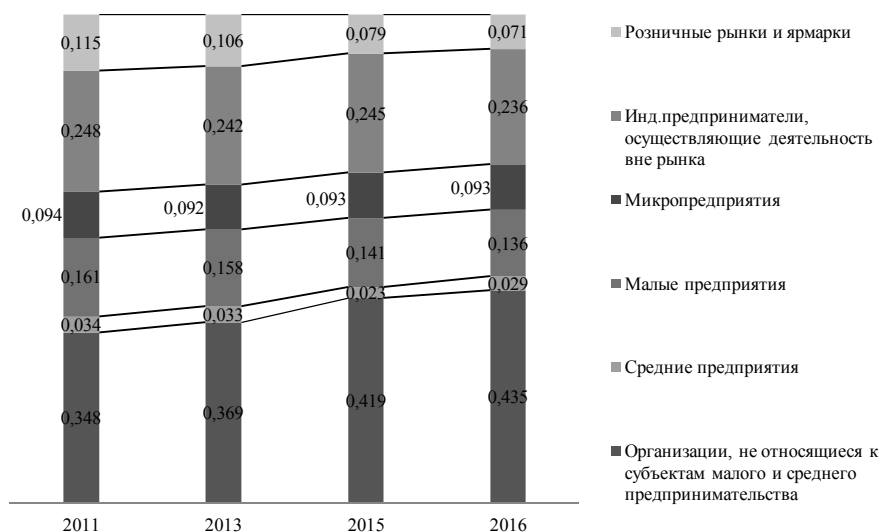 0,115
0,106
0,079
0,071
0,248
0,242
0,245
0,236
0,094
0,092
0,093
0,093
0,161
0,158
0,141
0,136
0,034
0,033
0,023
0,029
0,348
0,369
0,419
0,435
2011
2013
2015
2016
Розничные рынки и ярмарки
Инд.предприниматели,
осуществляющие деятельность
вне рынка
Микропредприятия
Малые предприятия
Средние предприятия
Организации, не относящиеся к
субъектам малого и среднего
предпринимательства